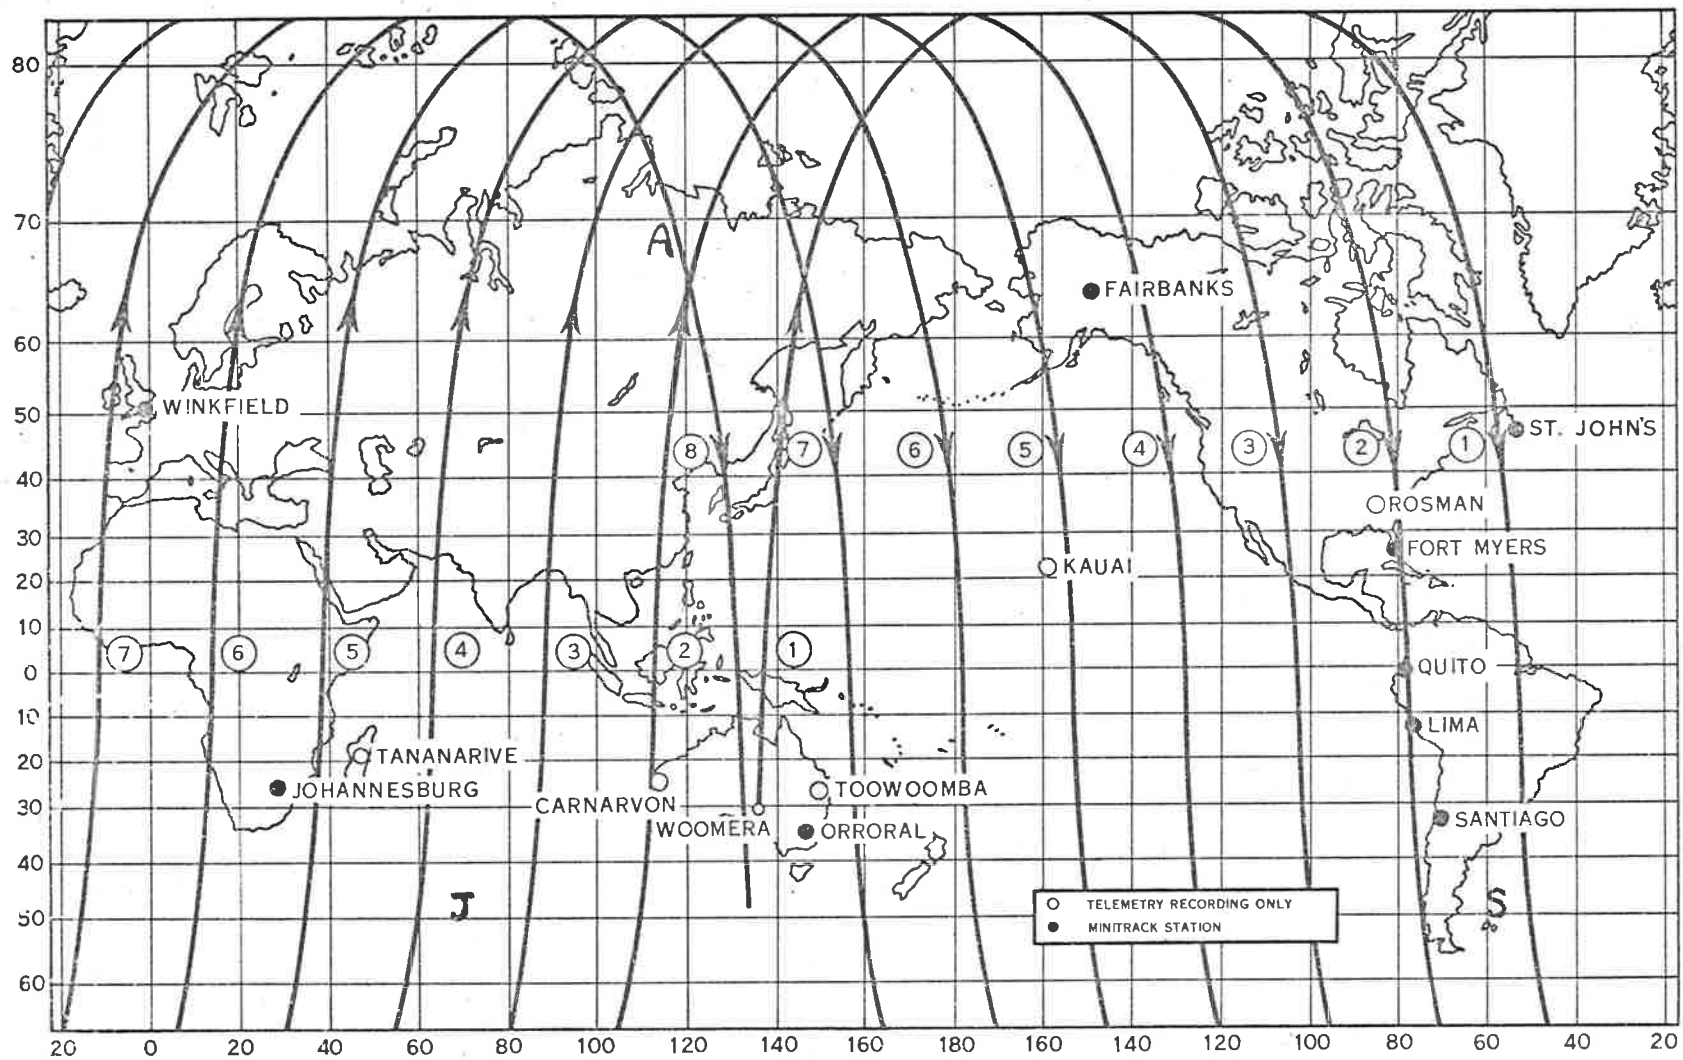 80
70
A
FAIRBANKS
60
WINKFIELD
50
8 7 6 5 4 3 2 1
ST. JOHN'S
40
ROSMAN
30
FORT MYERS
KAUAI
20
10
7 6 5 4 3 2 1
QUITO
0
10
LIMA
TANANARIVE
20
JOHANNESBURG
TOOWOOMBA
CARNARVON
30
SANTIAGO
WOOMERA
ORRORAL
40
J
S
TELEMETRY RECORDING ONLY
50
MINITRACK STATION
60
20 0 20 40 60 80 100 120 140 160 180 160 140 120 100 80 60 40 20